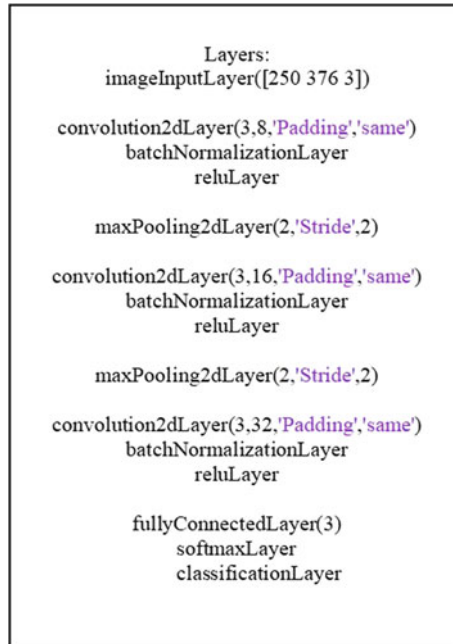 Layers:
imageInputLayer([250 376 3])
convolution2dLayer(3,8,'Padding','same')
batchNormalizationLayer
reluLayer
maxPooling2dLayer(2,'Stride',2)
convolution2dLayer(3,16,'Padding','same')
batchNormalizationLayer
reluLayer
maxPooling2dLayer(2,'Stride',2)
convolution2dLayer(3,32,'Padding','same')
batchNormalizationLayer
reluLayer
fullyConnectedLayer(3)
softmaxLayer
classificationLayer